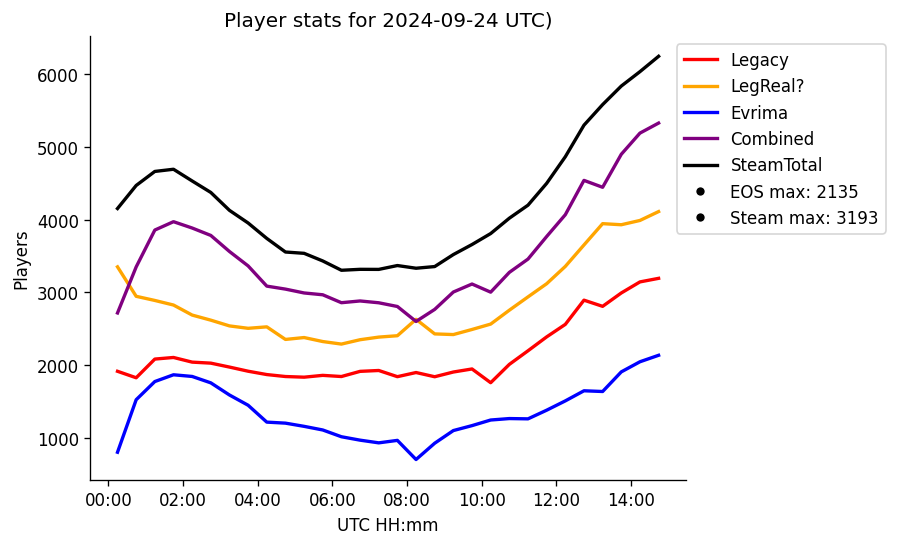 Player stats for 2024-09-24 UTC)
Players
6000
5000
4000
3000
2000
1000
00:00 02:00 04:00 06:00 08:00 10:00 12:00 14:00
UTC HH:mm
Legacy
LegReal?
Evrima
Combined
SteamTotal
EOS max: 2135
Steam max: 3193